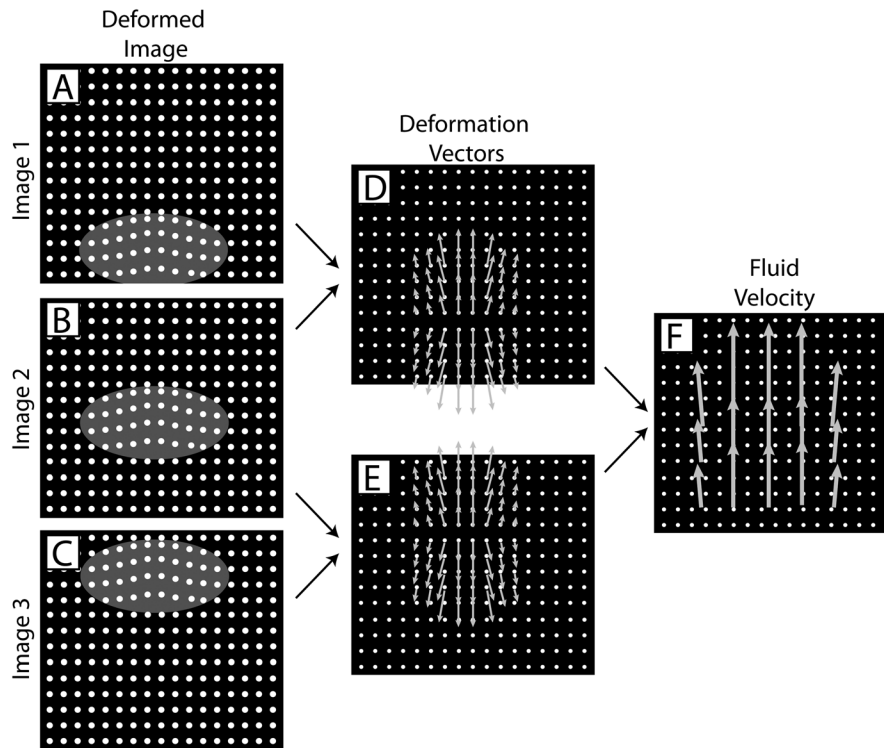 Deformed
Image
A
Image 1
B
Image 2
C
Image 3
Deformation
Vectors
D
E
Fluid
Velocity
F